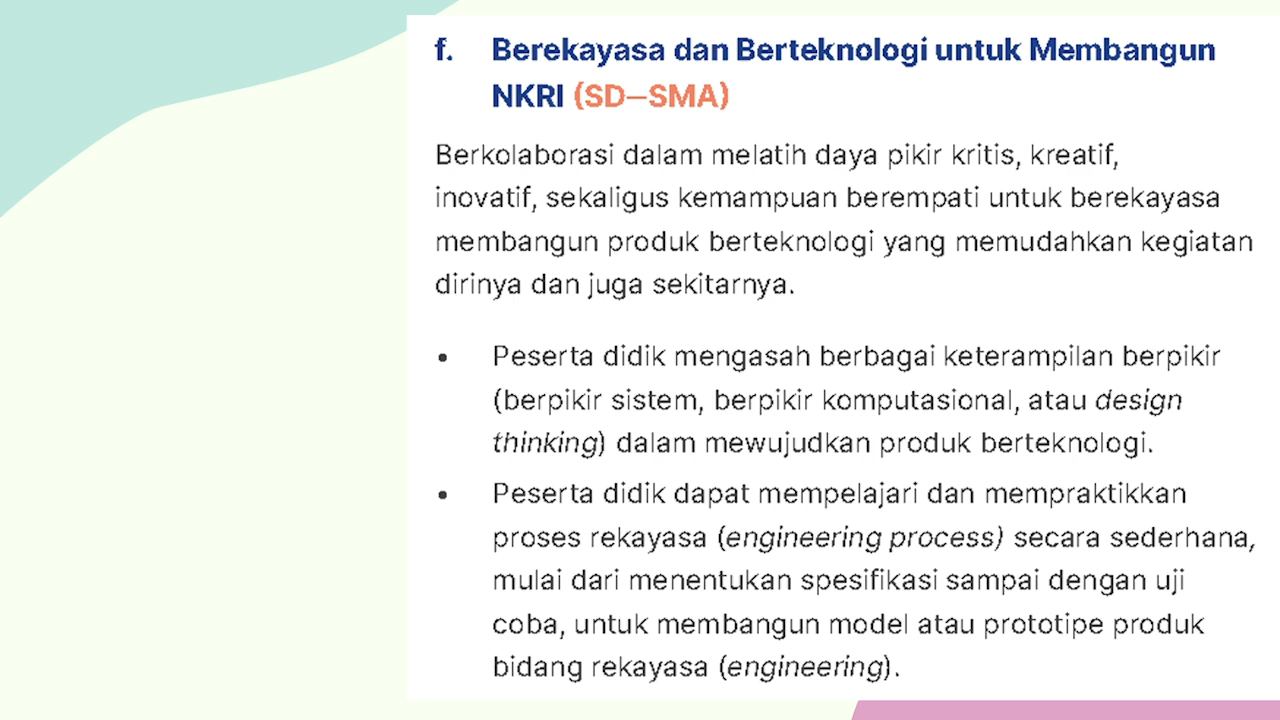 f. Berekayasa dan Berteknologi untuk Membangun
NKRI (SD–SMA)
Berkolaborasi dalam melatih daya pikir kritis, kreatif,
inovatif, sekaligus kemampuan berempati untuk berekayasa
membangun produk berteknologi yang memudahkan kegiatan
dirinya dan juga sekitarnya.
• Peserta didik mengasah berbagai keterampilan berpikir
(berpikir sistem, berpikir komputasional, atau design
thinking) dalam mewujudkan produk berteknologi.
• Peserta didik dapat mempelajari dan mempraktikkan
proses rekayasa (engineering process) secara sederhana,
mulai dari menentukan spesifikasi sampai dengan uji
coba, untuk membangun model atau prototipe produk
bidang rekayasa (engineering).